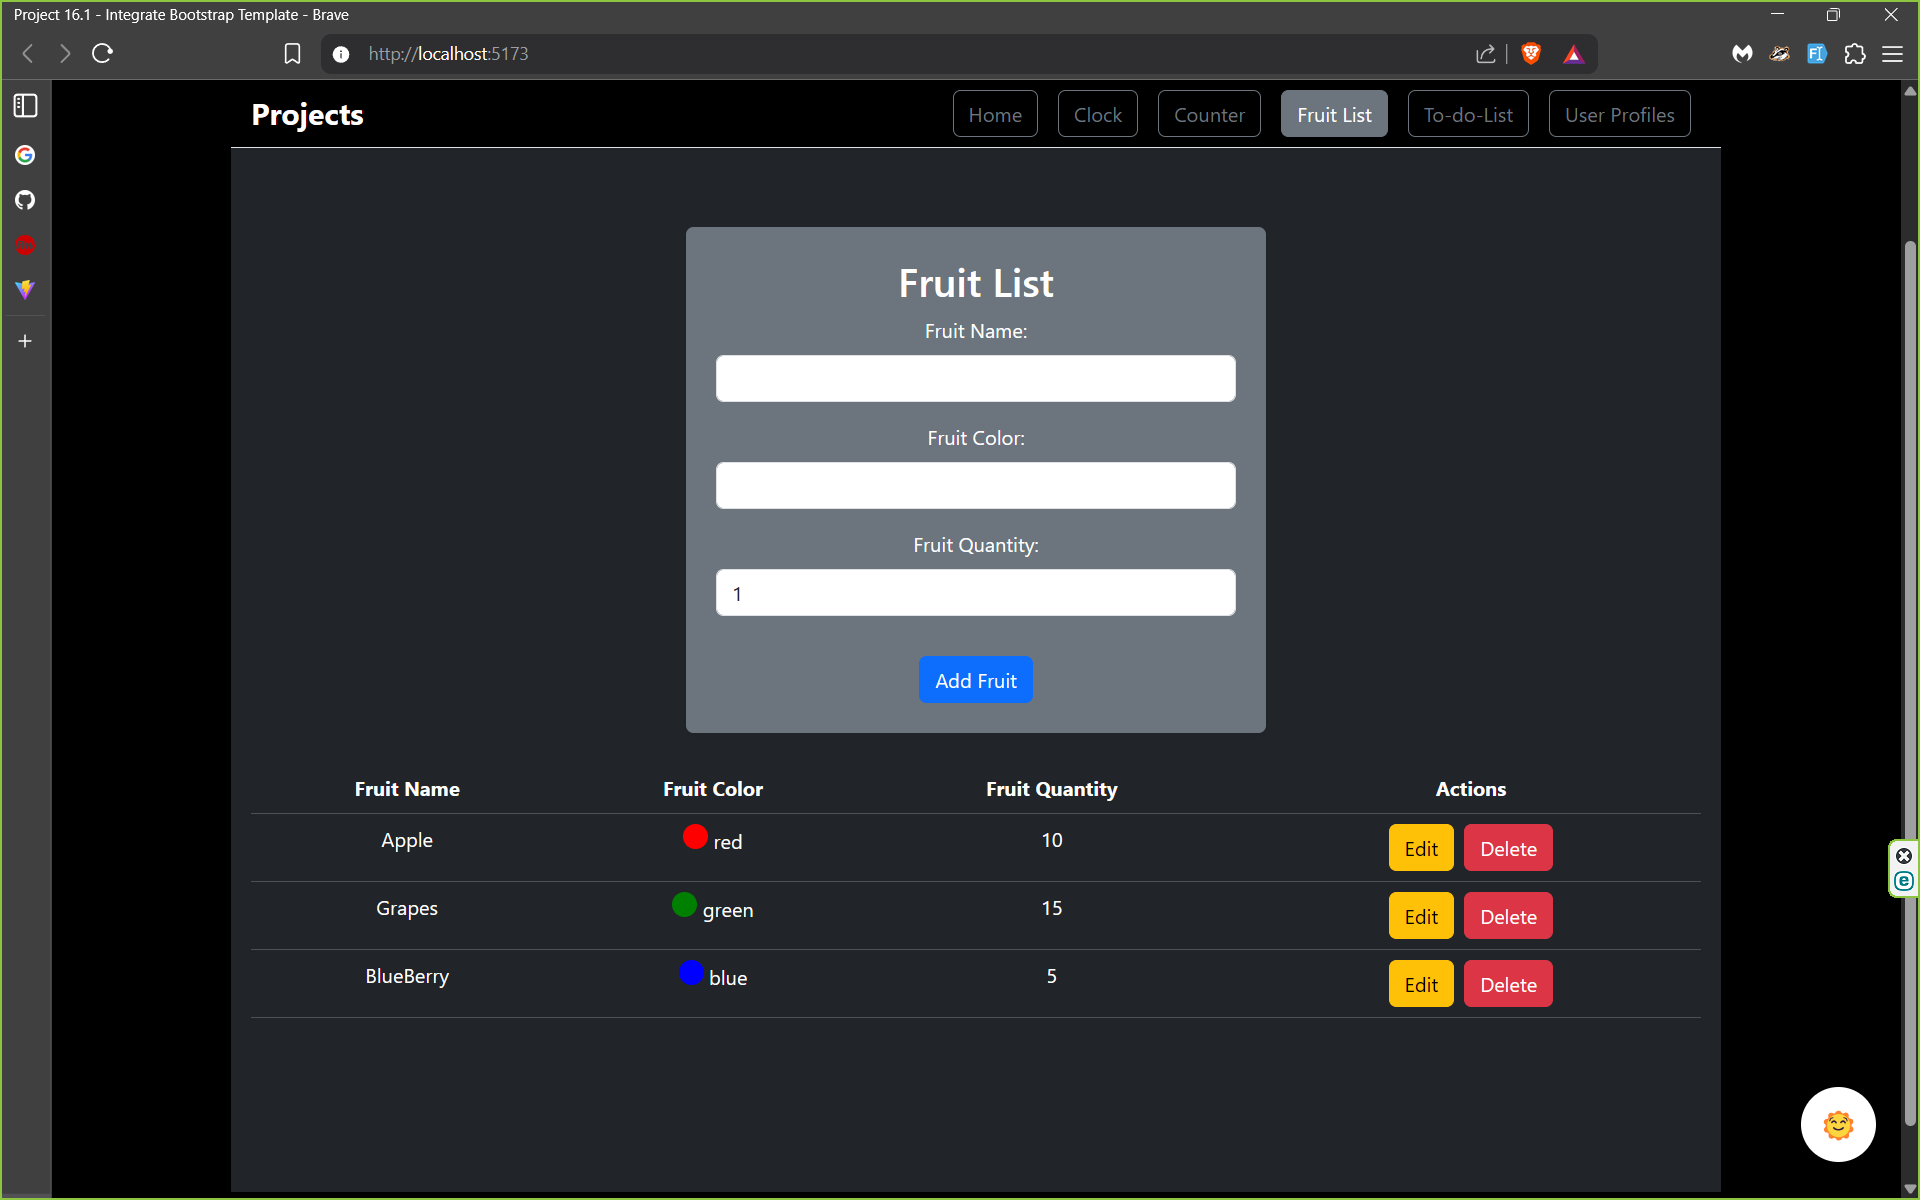 Project 16.1 - Integrate Bootstrap Template - Brave
http://localhost:5173
Projects
Home
Clock
Counter
Fruit List
To-do-List
User Profiles
Fruit List
Fruit Name:
Fruit Color:
Fruit Quantity:
1
Add Fruit
Fruit Name Fruit Color Fruit Quantity Actions
Apple red 10 Edit Delete
Grapes green 15 Edit Delete
BlueBerry blue 5 Edit Delete